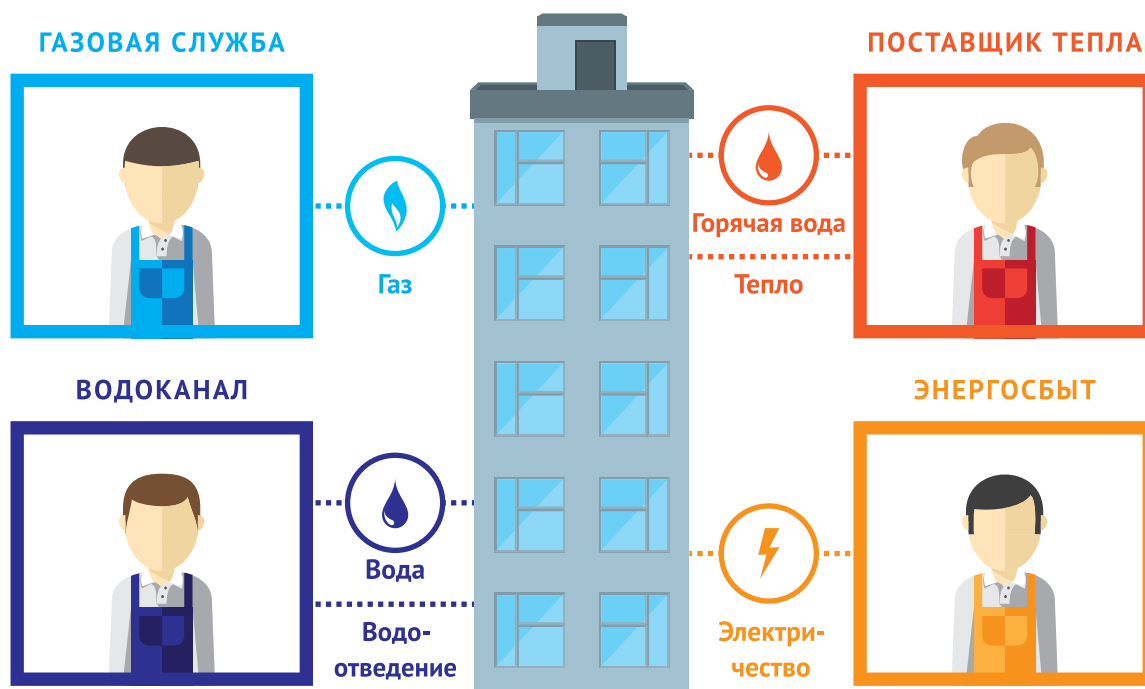 ГАЗОВАЯ СЛУЖБА
ПОСТАВЩИК ТЕПЛА
Газ
Горячая вода
Тепло
ВОДОКАНАЛ
ЭНЕРГОСБЫТ
Вода
Водо-
отведение
Электри-
чество